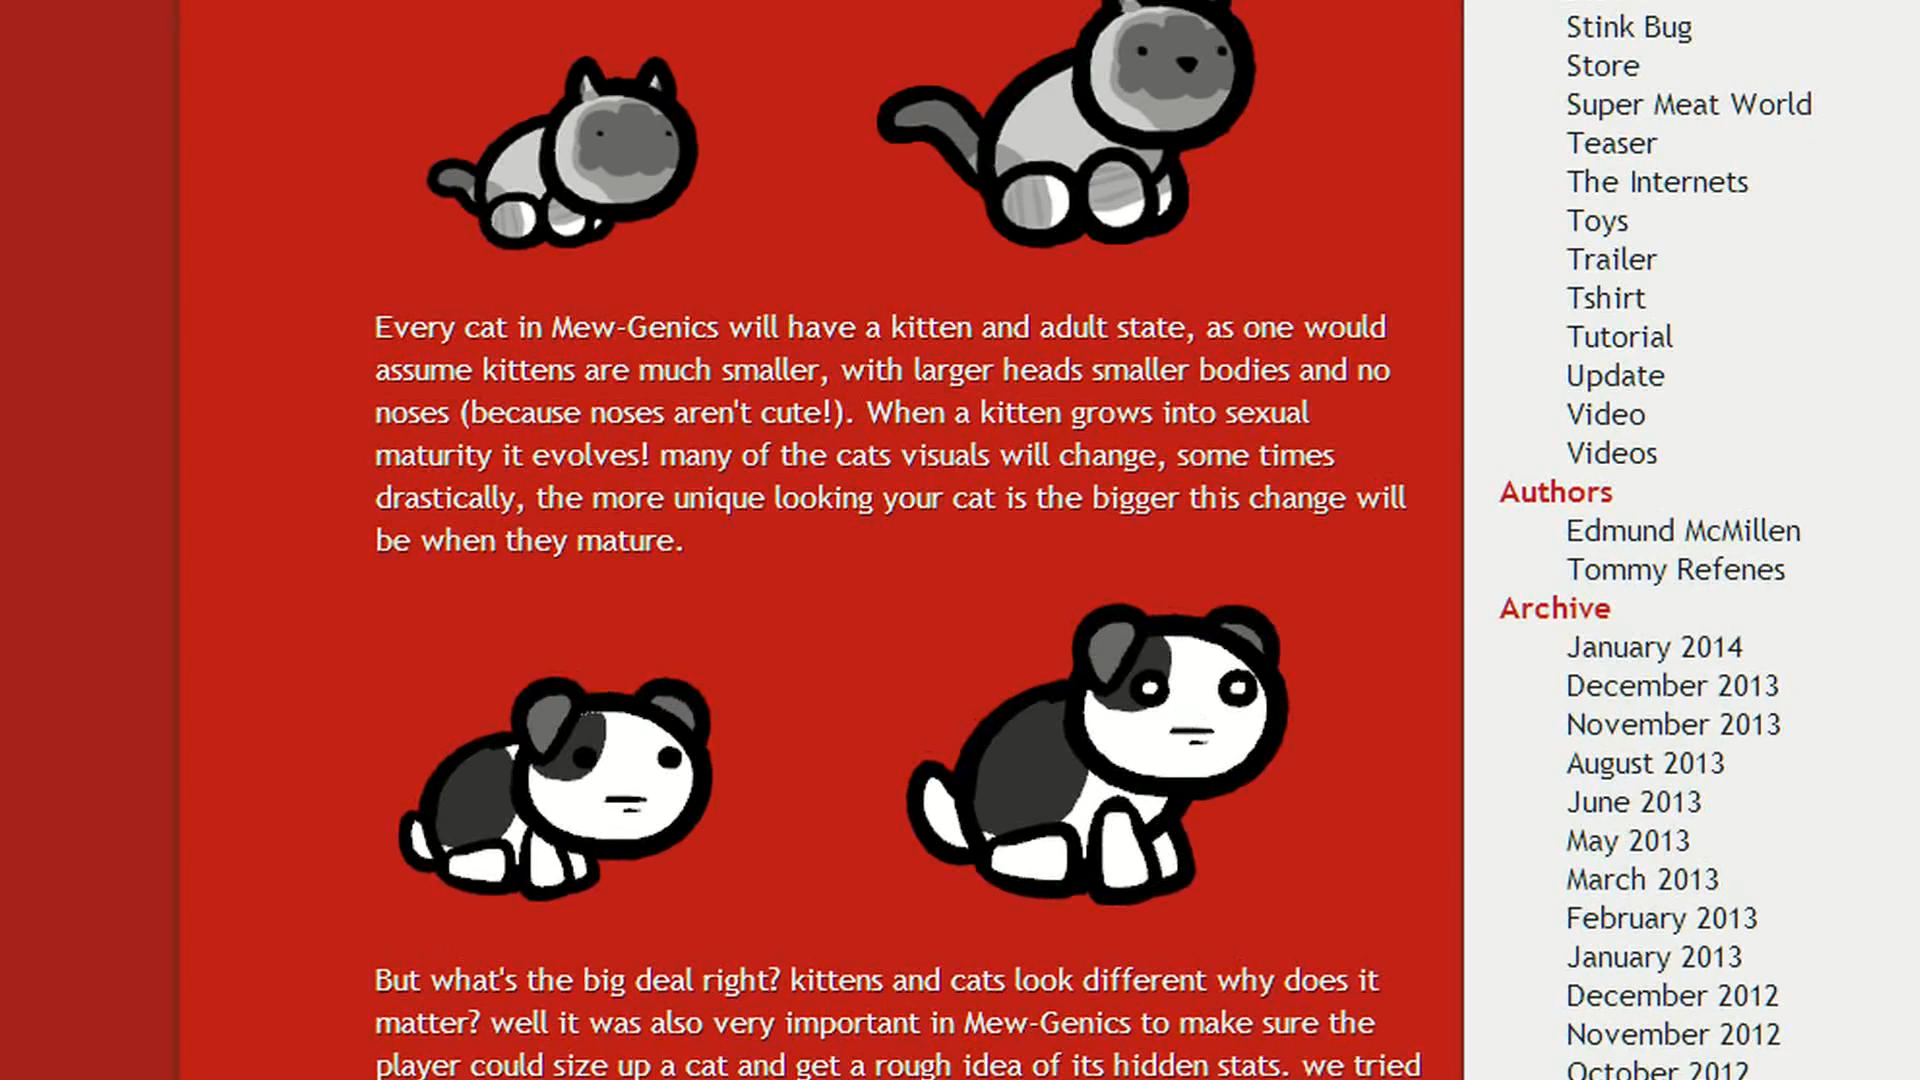 Every cat in Mew-Genics will have a kitten and adult state, as one would
assume kittens are much smaller, with larger heads smaller bodies and no
noses (because noses aren't cute!). When a kitten grows into sexual
maturity it evolves! many of the cats visuals will change, some times
drastically, the more unique looking your cat is the bigger this change will
be when they mature.
But what's the big deal right? kittens and cats look different why does it
matter? well it was also very important in Mew-Genics to make sure the
player could size up a cat and get a rough idea of its hidden stats. we tried
Stink Bug
Store
Super Meat World
Teaser
The Internets
Toys
Trailer
Tshirt
Tutorial
Update
Video
Videos
Authors
Edmund McMillen
Tommy Refenes
Archive
January 2014
December 2013
November 2013
August 2013
June 2013
May 2013
March 2013
February 2013
January 2013
December 2012
November 2012
October 2012